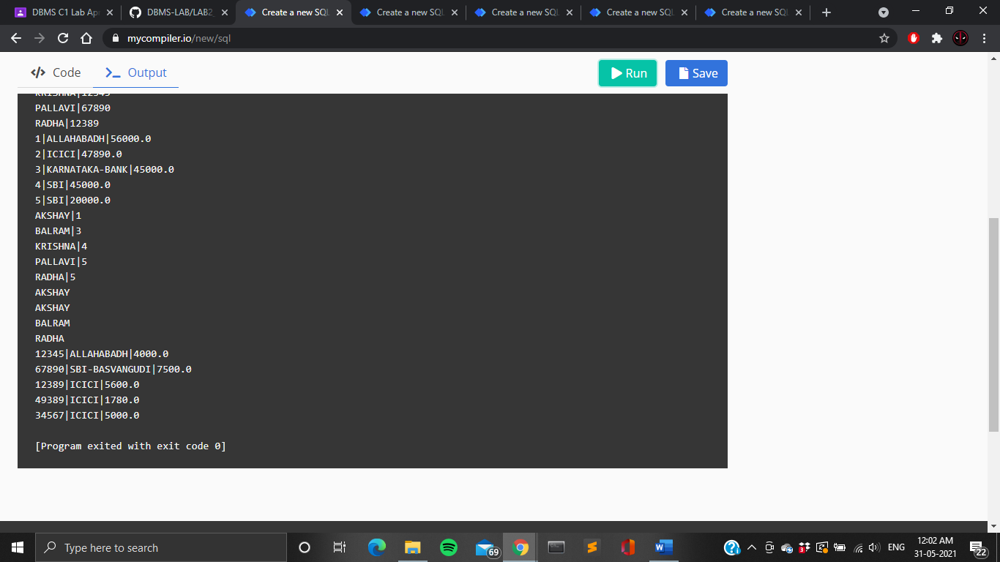 DBMS C1 Lab Ap
DBMS-LAB/LAB2_
Create a new SQL
Create a new SQL
Create a new SQL
Create a new SQL
Create a new SQL
mycompiler.io/new/sql
</> Code
>_ Output
Run
Save
KRISHNA|12345
PALLAVI|67890
RADHA|12389
1|ALLAHABADH|56000.0
2|ICICI|47890.0
3|KARNATAKA-BANK|45000.0
4|SBI|45000.0
5|SBI|20000.0
AKSHAY|1
BALRAM|3
KRISHNA|4
PALLAVI|5
RADHA|5
AKSHAY
AKSHAY
BALRAM
RADHA
12345|ALLAHABADH|4000.0
67890|SBI-BASVANGUDI|7500.0
12389|ICICI|5600.0
49389|ICICI|1780.0
34567|ICICI|5000.0
[Program exited with exit code 0]
Type here to search
69
3
ENG
12:02 AM
31-05-2021
22